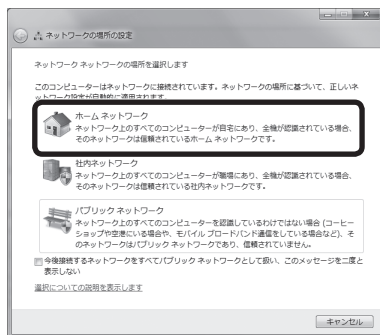 ネットワークの場所の設定
ネットワーク ネットワークの場所を選択します
このコンピューターはネットワークに接続されています。ネットワークの場所に基づいて、正しいネ
ットワーク設定が自動的に適用されます。
ホーム ネットワーク
ネットワーク上のすべてのコンピューターが自宅にあり、全機が認識されている場合、
そのネットワークは信頼されているホーム ネットワークです。
社内ネットワーク
ネットワーク上のすべてのコンピューターが職場にあり、全機が認識されている場合、
そのネットワークは信頼されている社内ネットワークです。
パブリック ネットワーク
ネットワーク上のすべてのコンピューターを認識しているわけではない場合 (コーヒー
ショップや空港にいる場合や、モバイル ブロードバンド通信をしている場合など)、そ
のネットワークはパブリック ネットワークであり、信頼されていません。
今後接続するネットワークをすべてパブリック ネットワークとして扱い、このメッセージを二度と
表示しない
選択についての説明を表示します
キャンセル